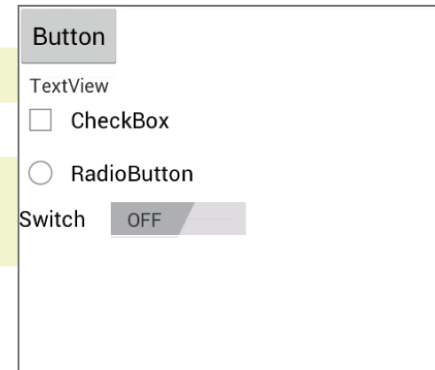 Button
TextView
CheckBox
RadioButton
Switch OFF